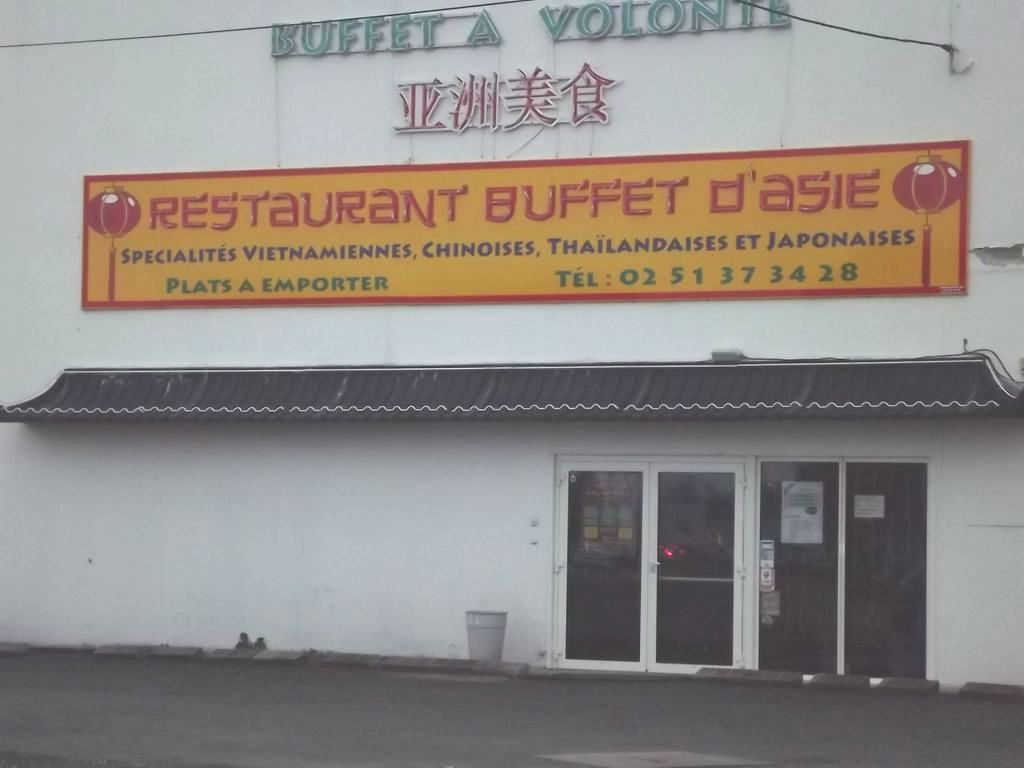 BUFFET A VOLONTE
亚洲美食
RESTAURANT BUFFET D'ASIE
SPECIALITÉS VIETNAMIENNES, CHINOISES, THAÏLANDAISES ET JAPONAISES
PLATS A EMPORTER TÉL : 02 51 37 34 28